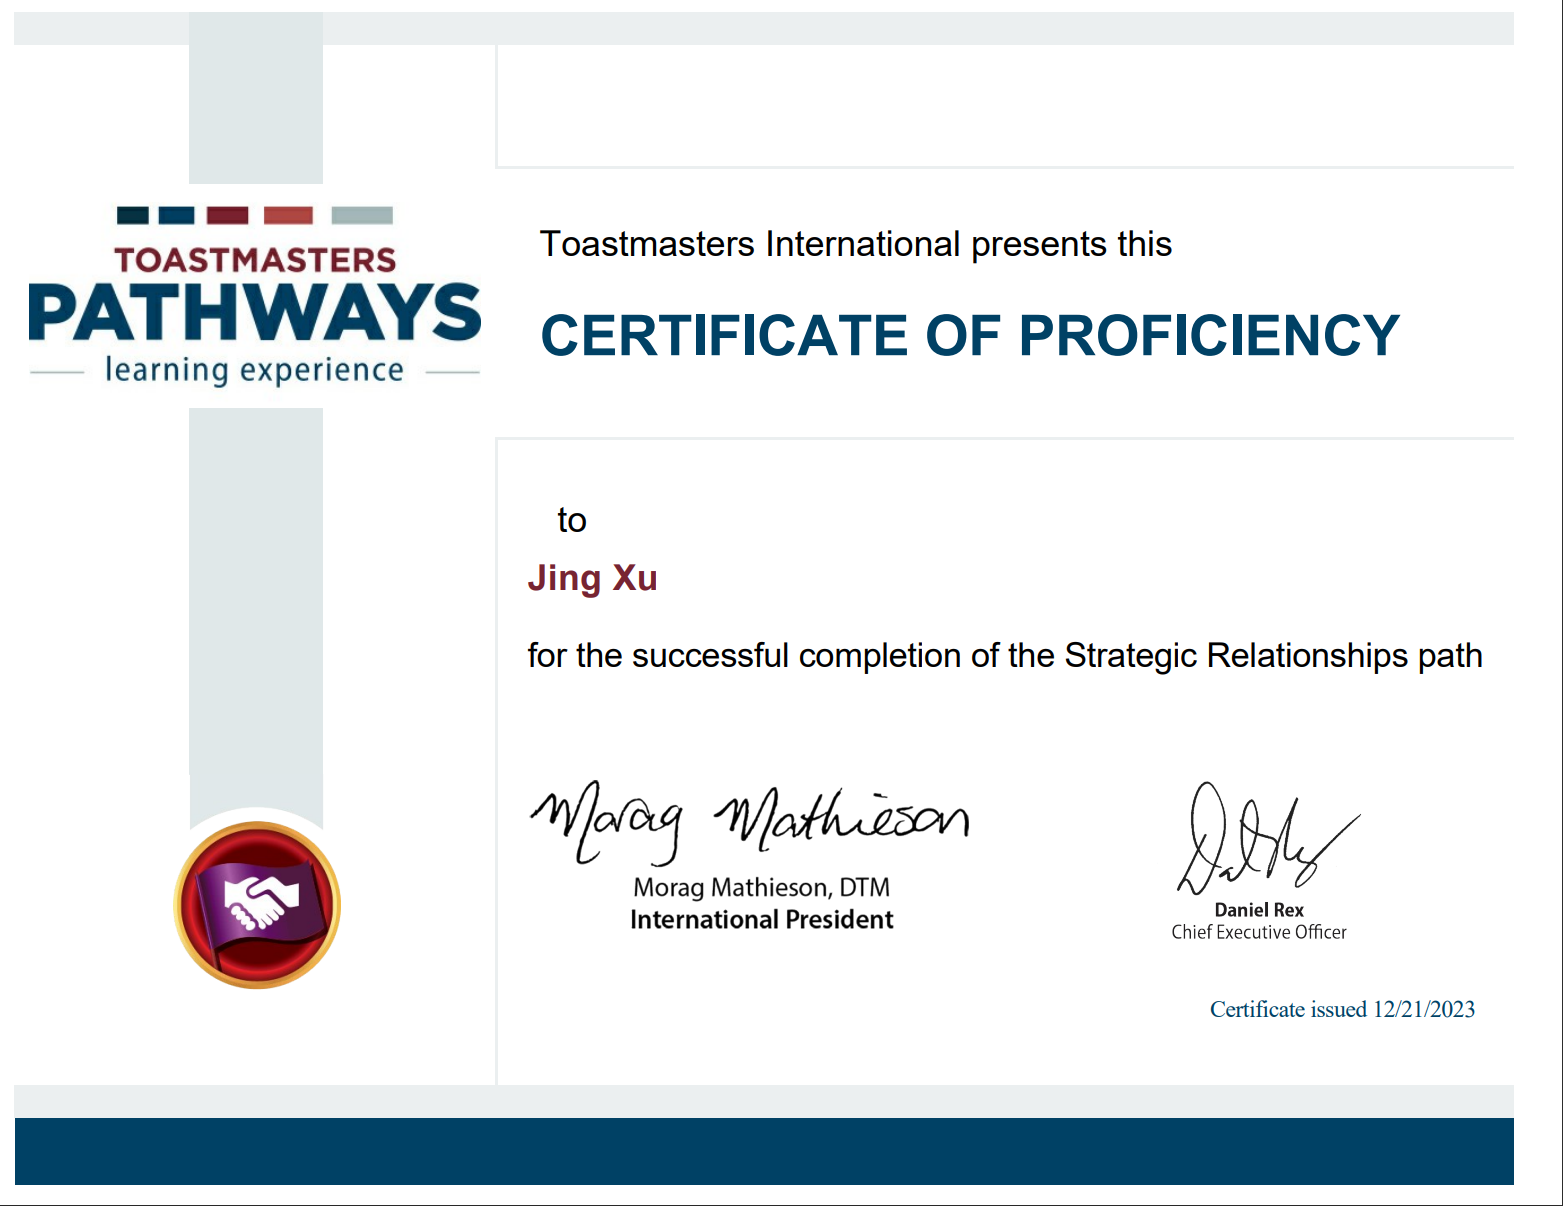 TOASTMASTERS
PATHWAYS
learning experience
Toastmasters International presents this
CERTIFICATE OF PROFICIENCY
to
Jing Xu
for the successful completion of the Strategic Relationships path
Morag Mathieson
Morag Mathieson, DTM
International President
Daniel Rex
Chief Executive Officer
Certificate issued 12/21/2023